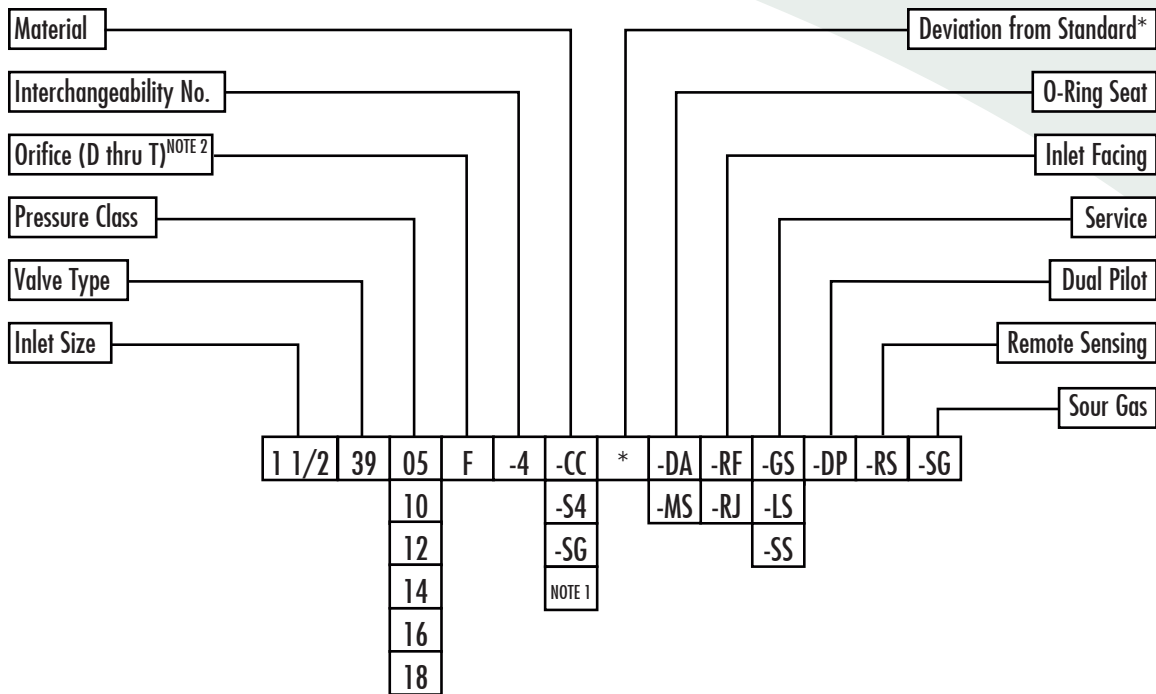 Material
Deviation from Standard*
Interchangeability No.
O-Ring Seat
Orifice (D thru T)NOTE 2
Inlet Facing
Pressure Class
Service
Valve Type
Dual Pilot
Inlet Size
Remote Sensing
Sour Gas
1 1/2 39 05 F -4 -CC * -DA -RF -GS -DP -RS -SG
10 -S4 -MS -RJ -LS
12 -SG -SS
14 NOTE 1
16
18